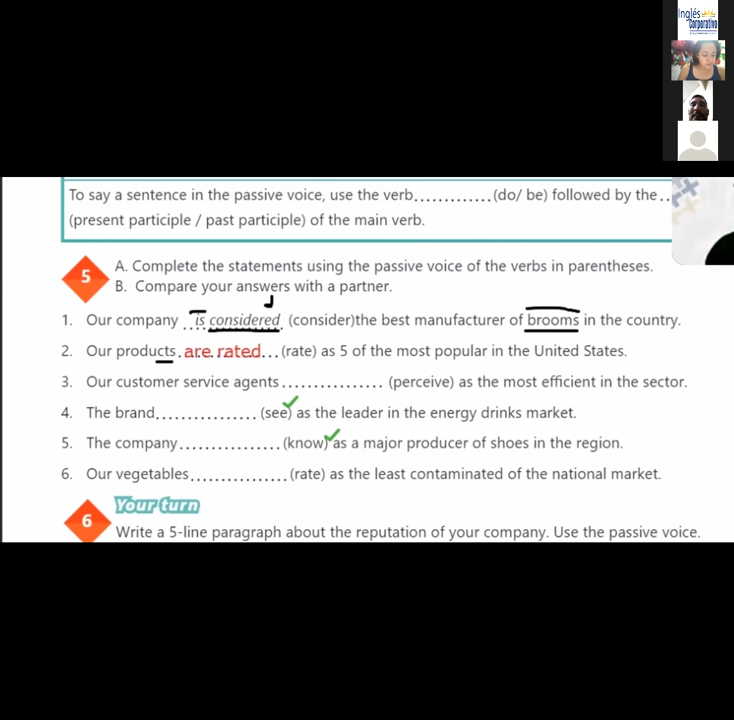 Inglés
Corporativo
To say a sentence in the passive voice, use the verb.............(do/ be) followed by the..
(present participle / past participle) of the main verb.
5
A. Complete the statements using the passive voice of the verbs in parentheses.
B. Compare your answers with a partner.
1. Our company is considered (consider)the best manufacturer of brooms in the country.
2. Our products.are rated...(rate) as 5 of the most popular in the United States.
3. Our customer service agents................ (perceive) as the most efficient in the sector.
4. The brand................ (see) as the leader in the energy drinks market.
5. The company................(know) as a major producer of shoes in the region.
6. Our vegetables................(rate) as the least contaminated of the national market.
Your turn
6
Write a 5-line paragraph about the reputation of your company. Use the passive voice.